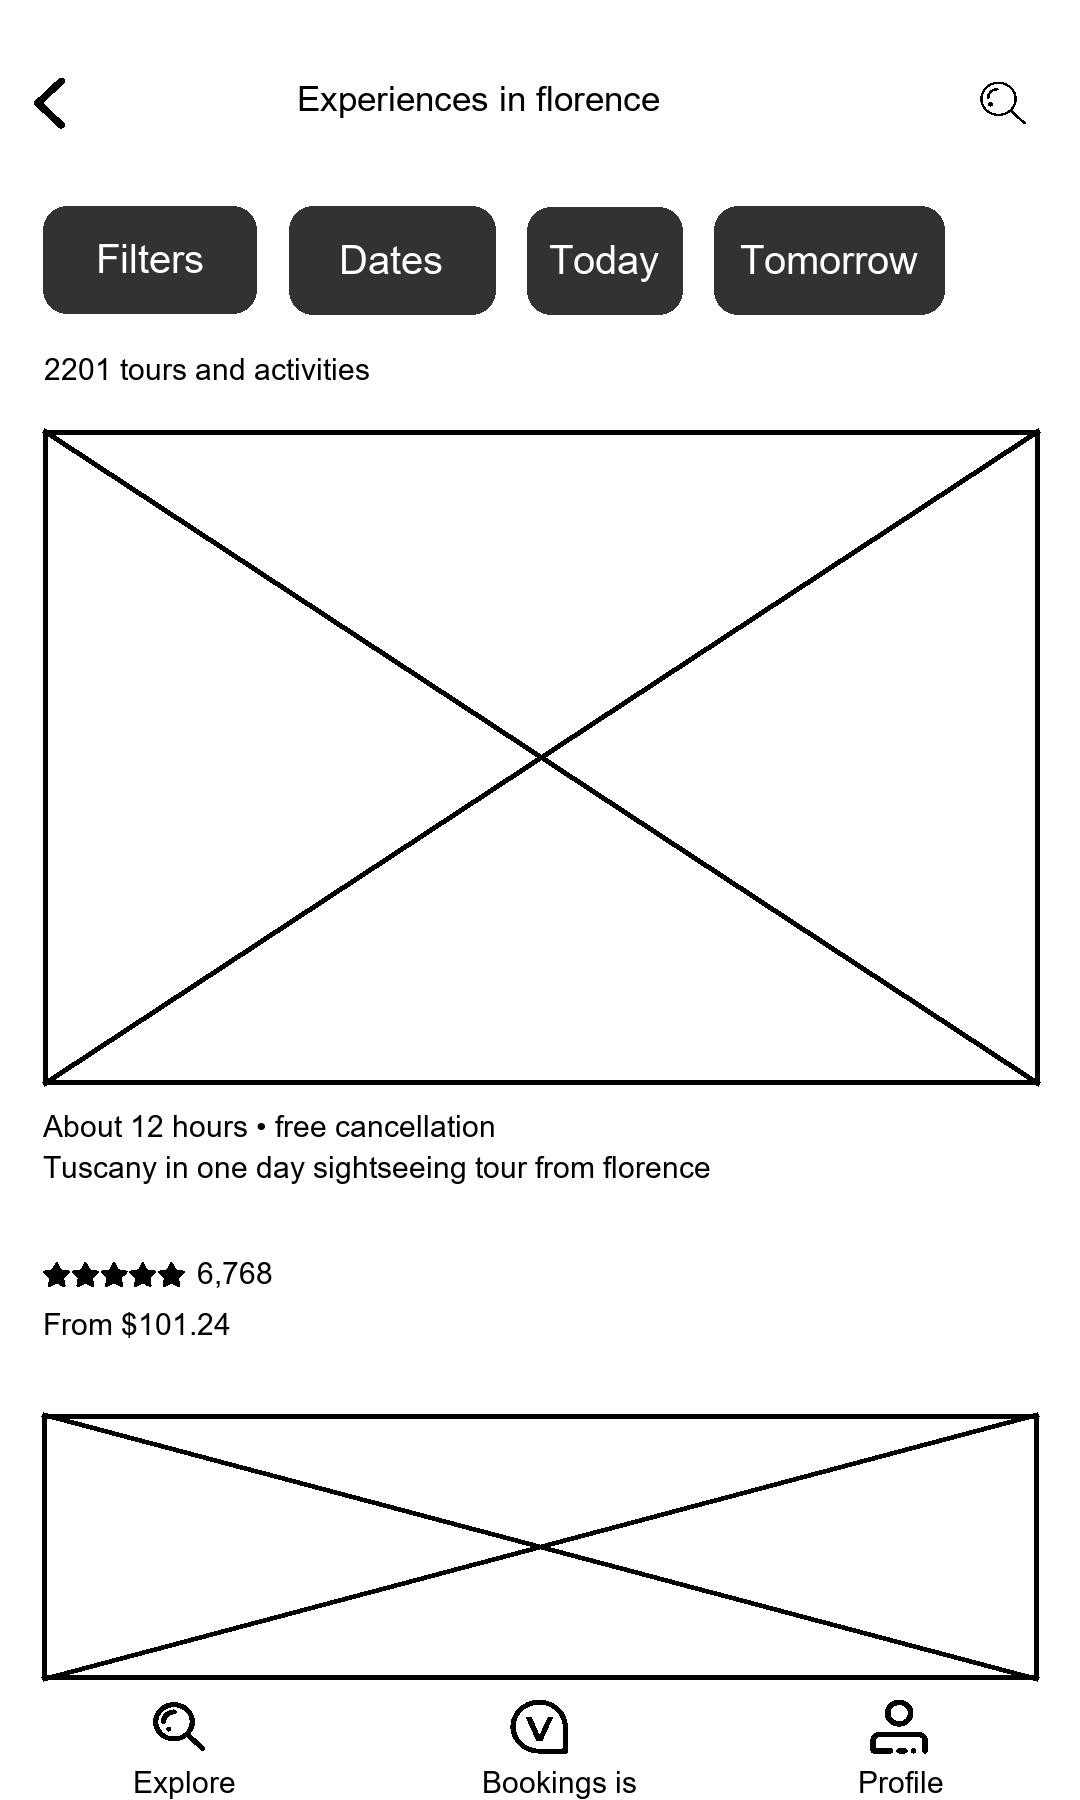 Experiences in florence
Filters Dates Today Tomorrow
2201 tours and activities
About 12 hours • free cancellation
Tuscany in one day sightseeing tour from florence
6,768
From $101.24
Explore Bookings is Profile